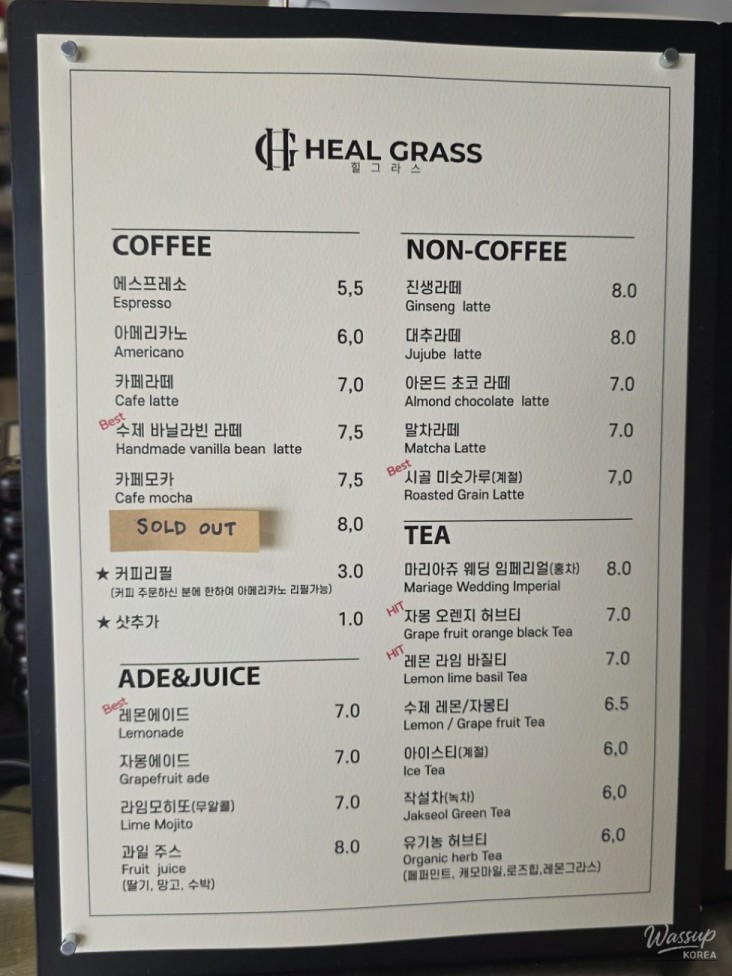 HG HEAL GRASS
힐그라스
COFFEE
에스프레소 5,5
Espresso
아메리카노 6,0
Americano
카페라떼 7,0
Cafe latte
Best
수제 바닐라빈 라떼 7,5
Handmade vanilla bean latte
카페모카 7,5
Cafe mocha
SOLD OUT 8,0
★ 커피리필 3.0
(커피 주문하신 분에 한하여 아메리카노 리필가능)
★ 샷추가 1.0
ADE&JUICE
Best
레몬에이드 7.0
Lemonade
자몽에이드 7.0
Grapefruit ade
라임모히또(무알콜) 7.0
Lime Mojito
과일 주스 8.0
Fruit juice
(딸기, 망고, 수박)
NON-COFFEE
진생라떼 8.0
Ginseng latte
대추라떼 8.0
Jujube latte
아몬드 초코 라떼 7.0
Almond chocolate latte
말차라떼 7.0
Matcha Latte
Best
시골 미숫가루(계절) 7,0
Roasted Grain Latte
TEA
마리아쥬 웨딩 임페리얼(홍차) 8.0
Mariage Wedding Imperial
HIT
자몽 오렌지 허브티 7.0
Grape fruit orange black Tea
HIT
레몬 라임 바질티 7.0
Lemon lime basil Tea
수제 레몬/자몽티 6.5
Lemon / Grape fruit Tea
아이스티(계절) 6,0
Ice Tea
작설차(녹차) 6,0
Jakseol Green Tea
유기농 허브티 6,0
Organic herb Tea
(페퍼민트, 캐모마일,로즈힙,레몬그라스)
Wassup
KOREA